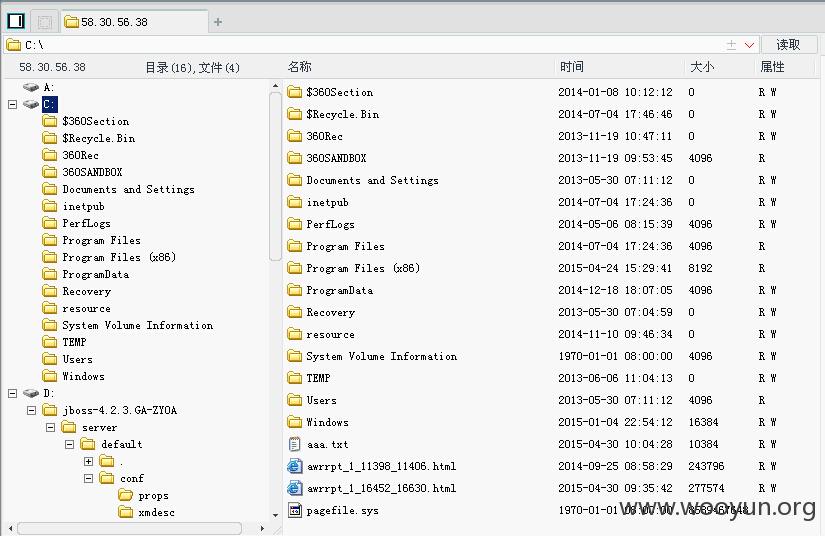 58.30.56.38
C:\
读取
58.30.56.38 目录(16),文件(4)
名称 时间 大小 属性
A:
C:
$360Section
$Recycle.Bin
360Rec
360SANDBOX
Documents and Settings
inetpub
PerfLogs
Program Files
Program Files (x86)
ProgramData
Recovery
resource
System Volume Information
TEMP
Users
Windows
D:
jboss-4.2.3.GA-ZYOA
server
default
.
conf
props
xmdesc
$360Section 2014-01-08 10:12:12 0 R W
$Recycle.Bin 2014-07-04 17:46:46 0 R W
360Rec 2013-11-19 10:47:11 0 R W
360SANDBOX 2013-11-19 09:53:45 4096 R
Documents and Settings 2013-05-30 07:11:12 0 R W
inetpub 2014-07-04 17:24:36 0 R W
PerfLogs 2014-05-06 08:15:39 4096 R W
Program Files 2014-07-04 17:24:36 4096 R
Program Files (x86) 2015-04-24 15:29:41 8192 R
ProgramData 2014-12-18 18:07:05 4096 R W
Recovery 2013-05-30 07:04:59 0 R W
resource 2014-11-10 09:46:34 0 R W
System Volume Information 1970-01-01 08:00:00 4096 R W
TEMP 2013-06-06 11:04:13 0 R W
Users 2013-05-30 07:11:12 4096 R
Windows 2015-01-04 22:54:12 16384 R W
aaa.txt 2015-04-30 10:04:28 10384 R W
awrrpt_1_11398_11406.html 2014-09-25 08:58:29 243796 R W
awrrpt_1_16452_16630.html 2015-04-30 09:35:42 277574 R W
pagefile.sys 1970-01-01 08:00:00 R W
www.wooyun.org